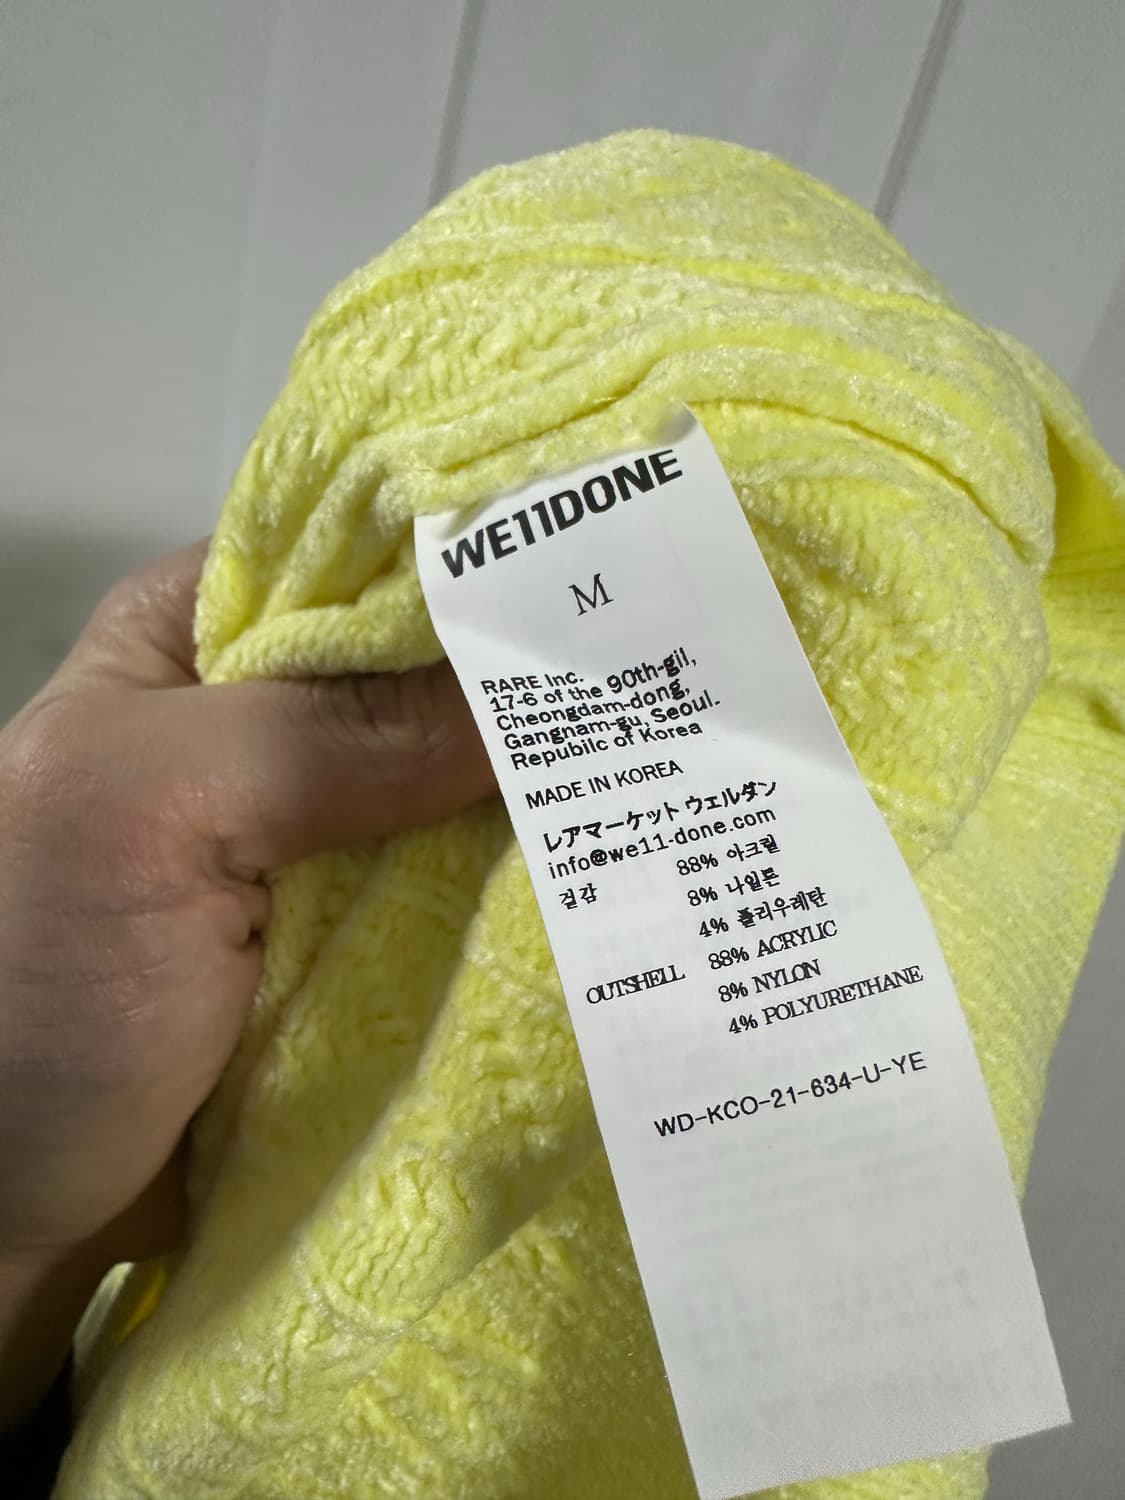 WE11DONE
M
RARE Inc.
17-6 of the 90th-gil,
Cheongdam-dong,
Gangnam-gu, Seoul.
Repubilc of Korea
MADE IN KOREA
レアマーケット ウェルダン
info@we11-done.com
겉감 88% 아크릴
8% 나일론
4% 폴리우레탄
OUTSHELL 88% ACRYLIC
8% NYLON
4% POLYURETHANE
WD-KCO-21-634-U-YE